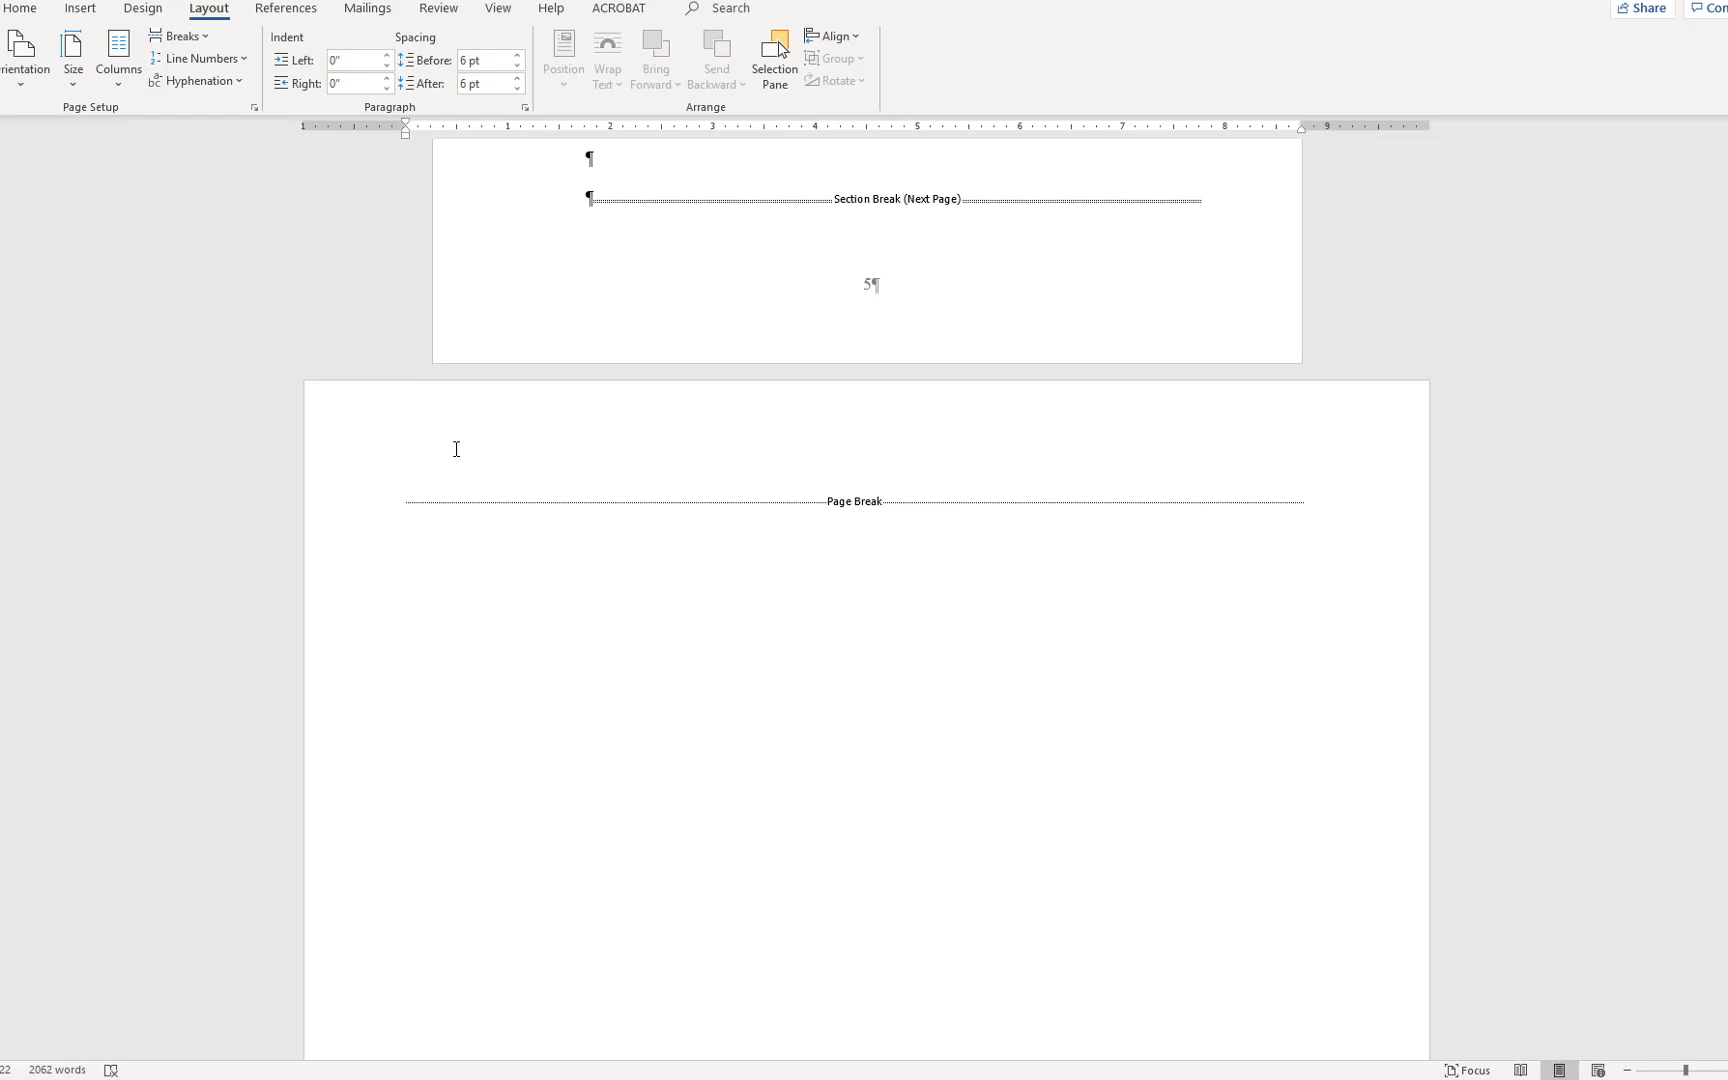 Home Insert Design Layout References Mailings Review View Help ACROBAT Search Share
Breaks Indent Spacing Align
Line Numbers Left: 0" Before: 6 pt Group
Orientation Size Columns Position Wrap Text Bring Forward Send Backward Selection Pane
Hyphenation Right: 0" After: 6 pt Rotate
Page Setup Paragraph Arrange
1 1 2 3 4 5 6 7 8 9
¶
¶ Section Break (Next Page)
5¶
Page Break
22 2062 words Focus